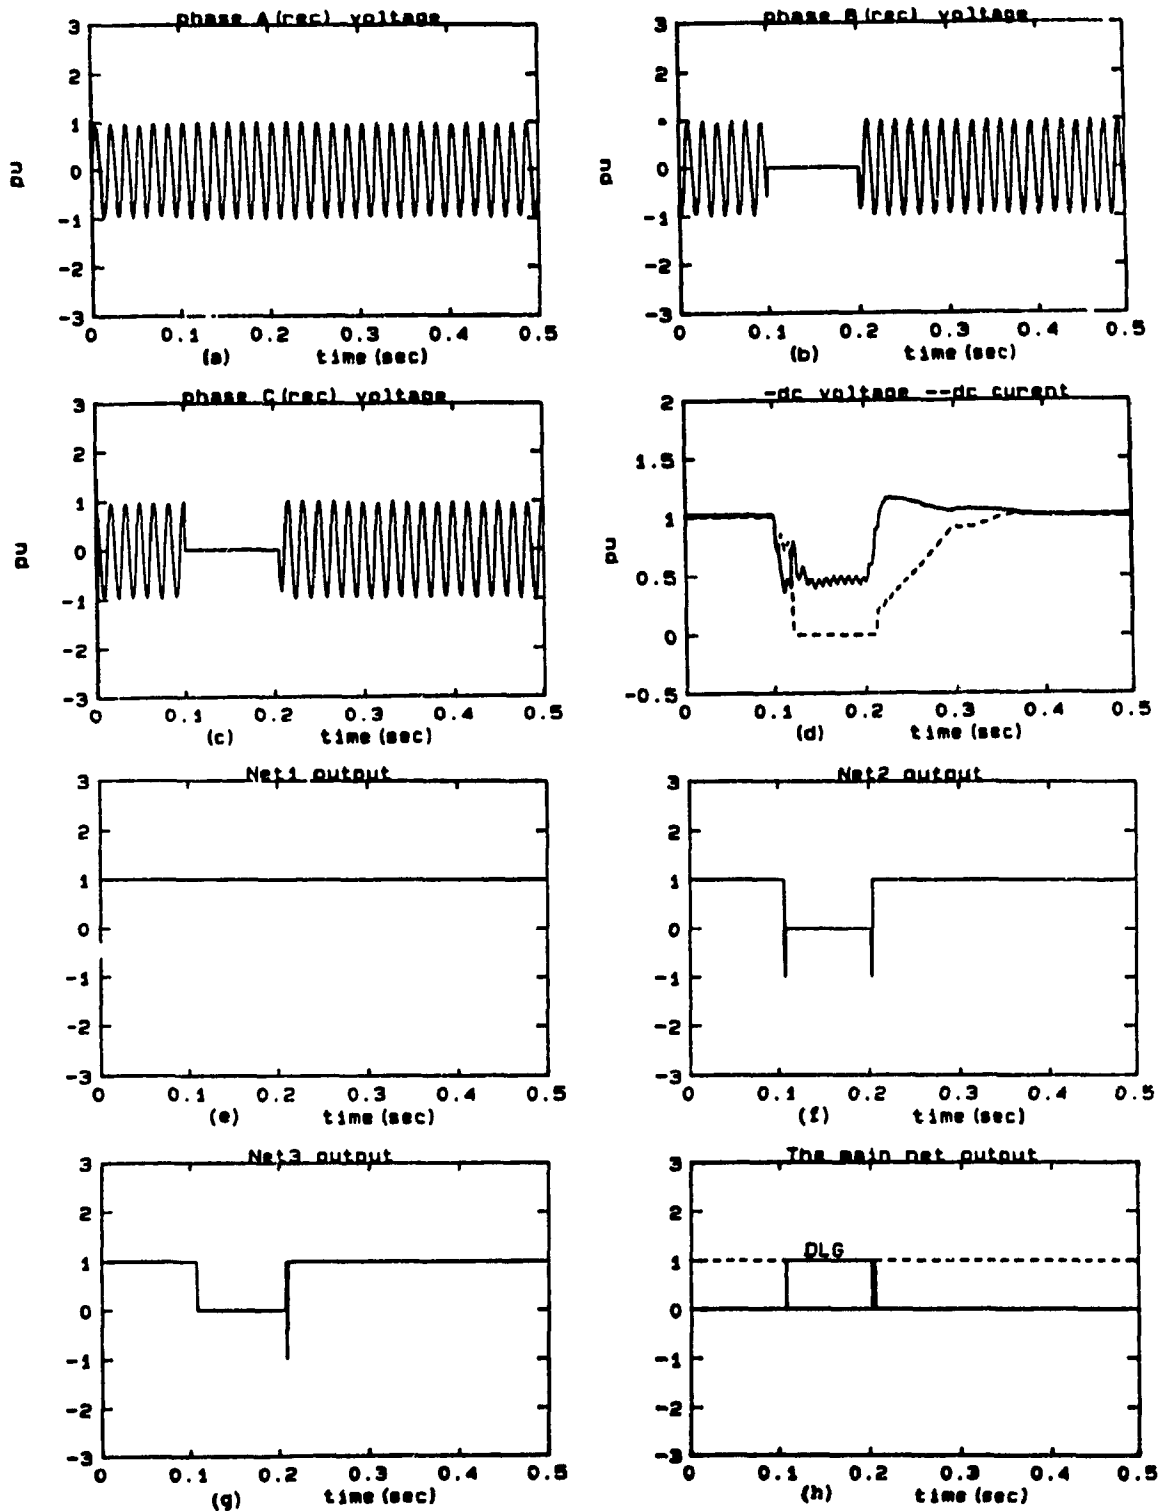 phase A(rec) voltage
3
2
1
0
-1
-2
-3
pu
0 0.1 0.2 0.3 0.4 0.5
(a) time(sec)
phase B(rec) voltage
3
2
1
0
-1
-2
-3
pu
0 0.1 0.2 0.3 0.4 0.5
(b) time(sec)
phase C(rec) voltage
3
2
1
0
-1
-2
-3
pu
0 0.1 0.2 0.3 0.4 0.5
(c) time(sec)
-dc voltage --dc curent
2
1.5
1
0.5
0
-0.5
pu
0 0.1 0.2 0.3 0.4 0.5
(d) time(sec)
Net1 output
3
2
1
0
-1
-2
-3
0 0.1 0.2 0.3 0.4 0.5
(e) time(sec)
Net2 output
3
2
1
0
-1
-2
-3
0 0.1 0.2 0.3 0.4 0.5
(f) time(sec)
Net3 output
3
2
1
0
-1
-2
-3
0 0.1 0.2 0.3 0.4 0.5
(g) time(sec)
The main net output
3
2
DLG
1
0
-1
-2
-3
0 0.1 0.2 0.3 0.4 0.5
(h) time(sec)